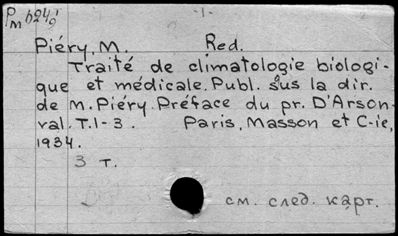 -1-
Piéry, M. Red.
Traité de climatologie biologi-
que et médicale. Publ. sous la dir.
de M. Piéry. Préface du pr. D'Arson-
val. T.1-3. Paris, Masson et C-ie,
1934.
3 т.
см. след. карт.